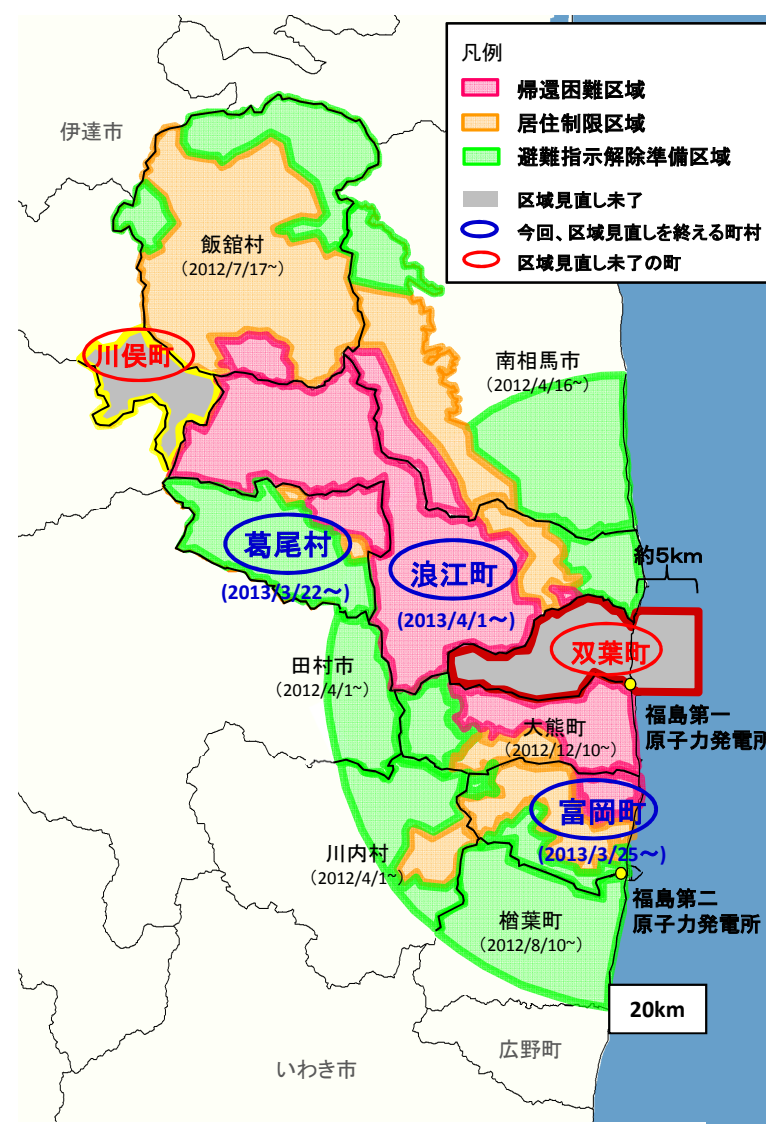 凡例
帰還困難区域
居住制限区域
避難指示解除準備区域
区域見直し未了
今回、区域見直しを終える町村
区域見直し未了の町
伊達市
飯舘村
(2012/7/17~)
川俣町
南相馬市
(2012/4/16~)
葛尾村
(2013/3/22～)
浪江町
(2013/4/1～)
約5km
双葉町
田村市
(2012/4/1~)
福島第一
原子力発電所
大熊町
(2012/12/10~)
富岡町
(2013/3/25～)
川内村
(2012/4/1~)
福島第二
原子力発電所
楢葉町
(2012/8/10~)
20km
広野町
いわき市